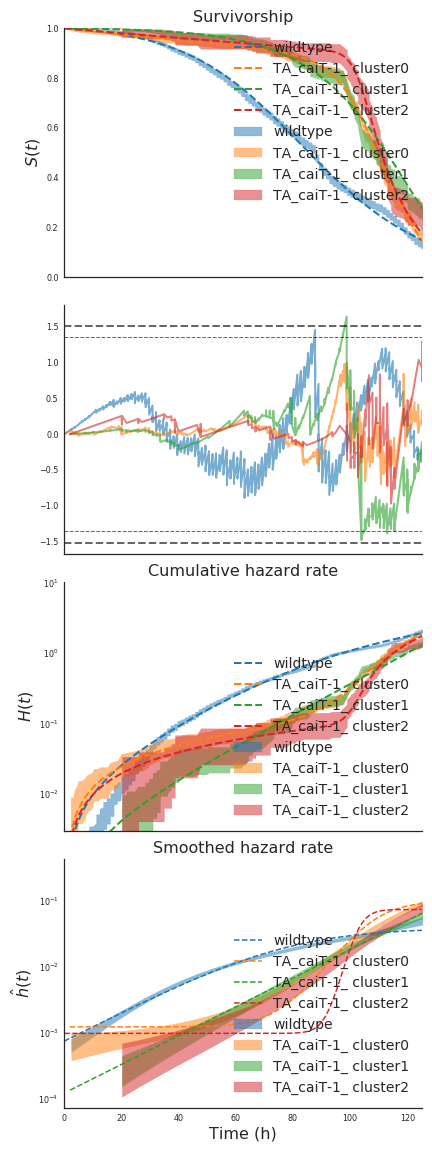 Survivorship
1.0
0.8
0.6
0.4
0.2
0.0
S(t)
wildtype
TA_caiT-1_ cluster0
TA_caiT-1_ cluster1
TA_caiT-1_ cluster2
wildtype
TA_caiT-1_ cluster0
TA_caiT-1_ cluster1
TA_caiT-1_ cluster2
1.5
1.0
0.5
0.0
−0.5
−1.0
−1.5
Cumulative hazard rate
10¹
10⁰
10⁻¹
10⁻²
H(t)
wildtype
TA_caiT-1_ cluster0
TA_caiT-1_ cluster1
TA_caiT-1_ cluster2
wildtype
TA_caiT-1_ cluster0
TA_caiT-1_ cluster1
TA_caiT-1_ cluster2
Smoothed hazard rate
10⁻¹
10⁻²
10⁻³
10⁻⁴
ĥ(t)
wildtype
TA_caiT-1_ cluster0
TA_caiT-1_ cluster1
TA_caiT-1_ cluster2
wildtype
TA_caiT-1_ cluster0
TA_caiT-1_ cluster1
TA_caiT-1_ cluster2
0 20 40 60 80 100 120
Time (h)